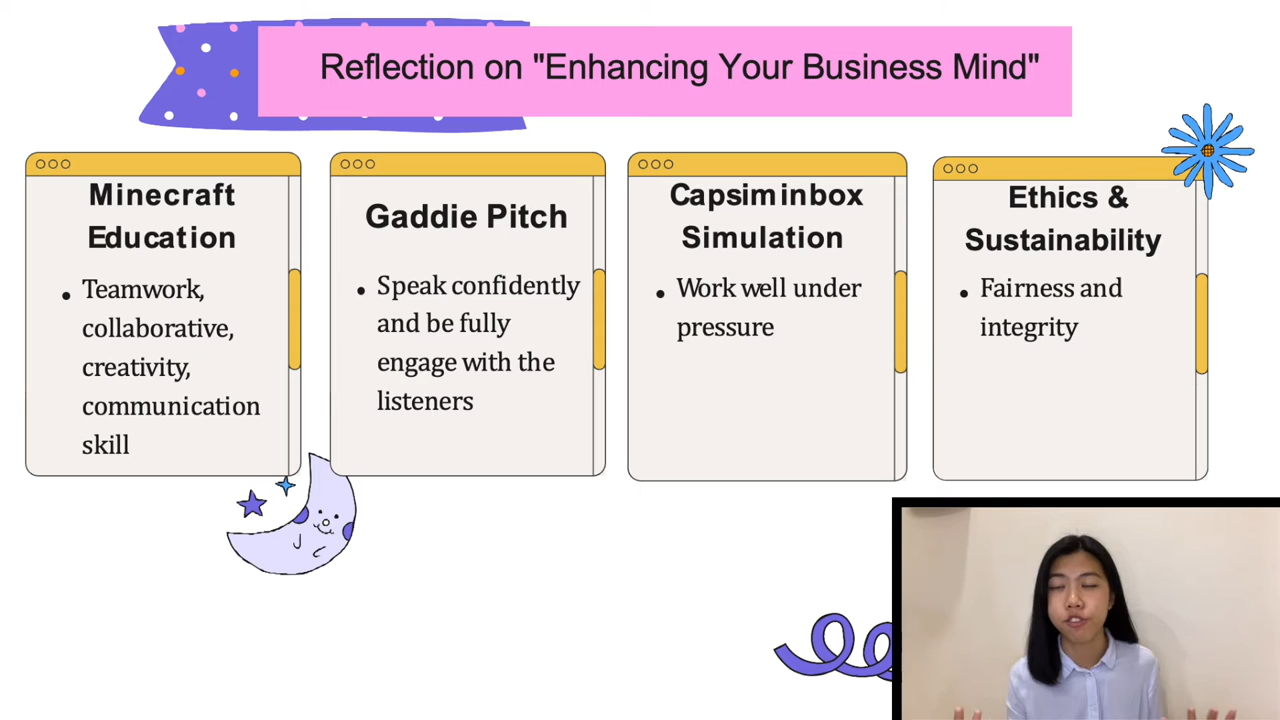 Reflection on "Enhancing Your Business Mind"
Minecraft
Education
• Teamwork,
collaborative,
creativity,
communication
skill
Gaddie Pitch
• Speak confidently
and be fully
engage with the
listeners
Capsiminbox
Simulation
• Work well under
pressure
Ethics &
Sustainability
• Fairness and
integrity